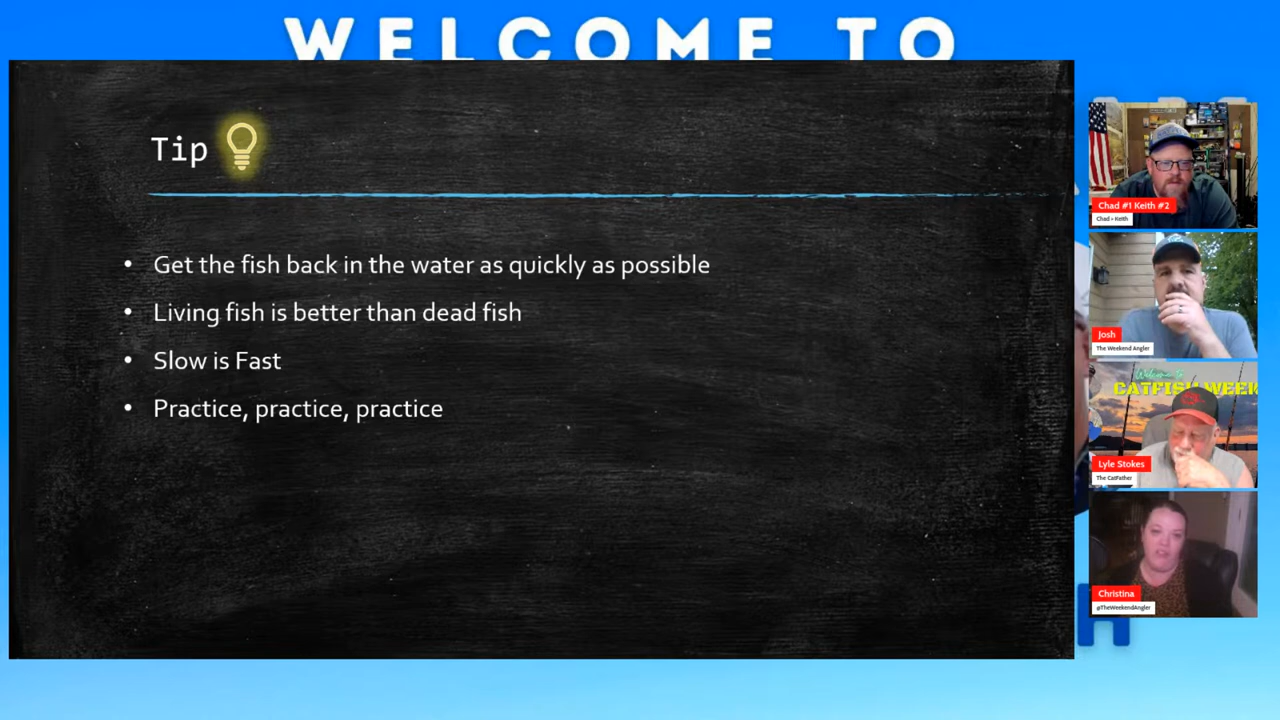 WELCOME TO
Tip
Get the fish back in the water as quickly as possible
Living fish is better than dead fish
Slow is Fast
Practice, practice, practice
Chad #1 Keith #2
Chad > Keith
Josh
The Weekend Angler
Welcome to
CATFISH WEEK
Lyle Stokes
The CatFather
Christina
@TheWeekendAngler
H